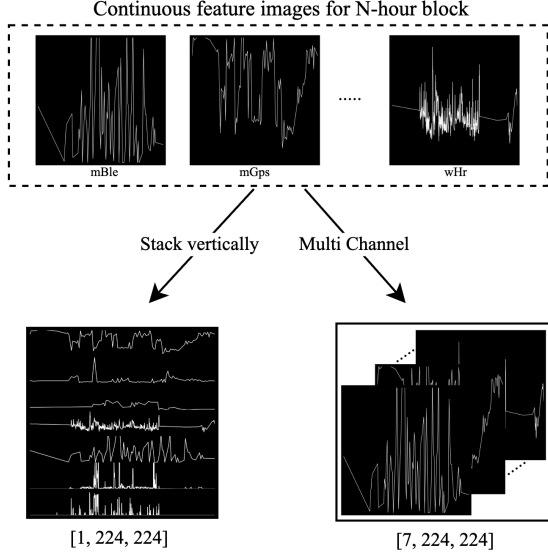 Continuous feature images for N-hour block
mBle
mGps
.....
wHr
Stack vertically
Multi Channel
[1, 224, 224]
[7, 224, 224]